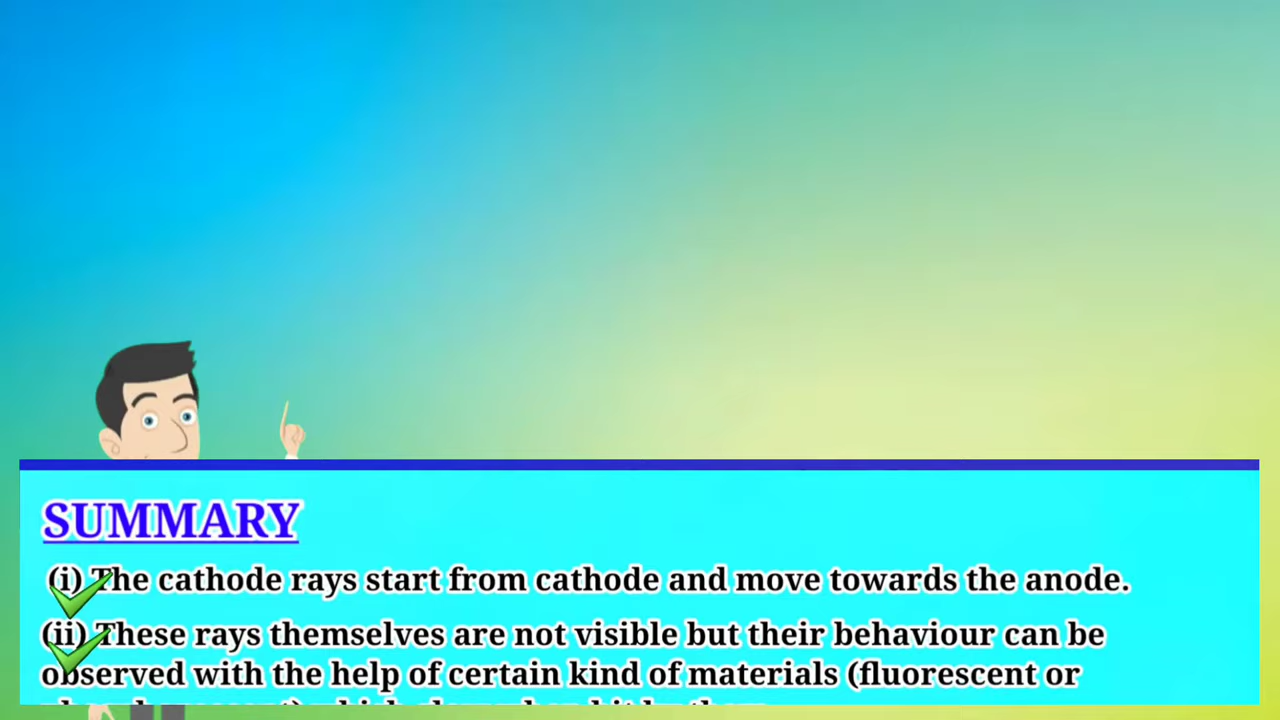 SUMMARY
(i) The cathode rays start from cathode and move towards the anode.
(ii) These rays themselves are not visible but their behaviour can be
observed with the help of certain kind of materials (fluorescent or